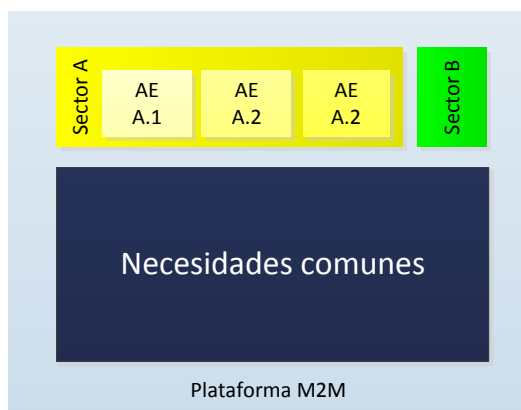 Sector A
AE
A.1
AE
A.2
AE
A.2
Sector B
Necesidades comunes
Plataforma M2M